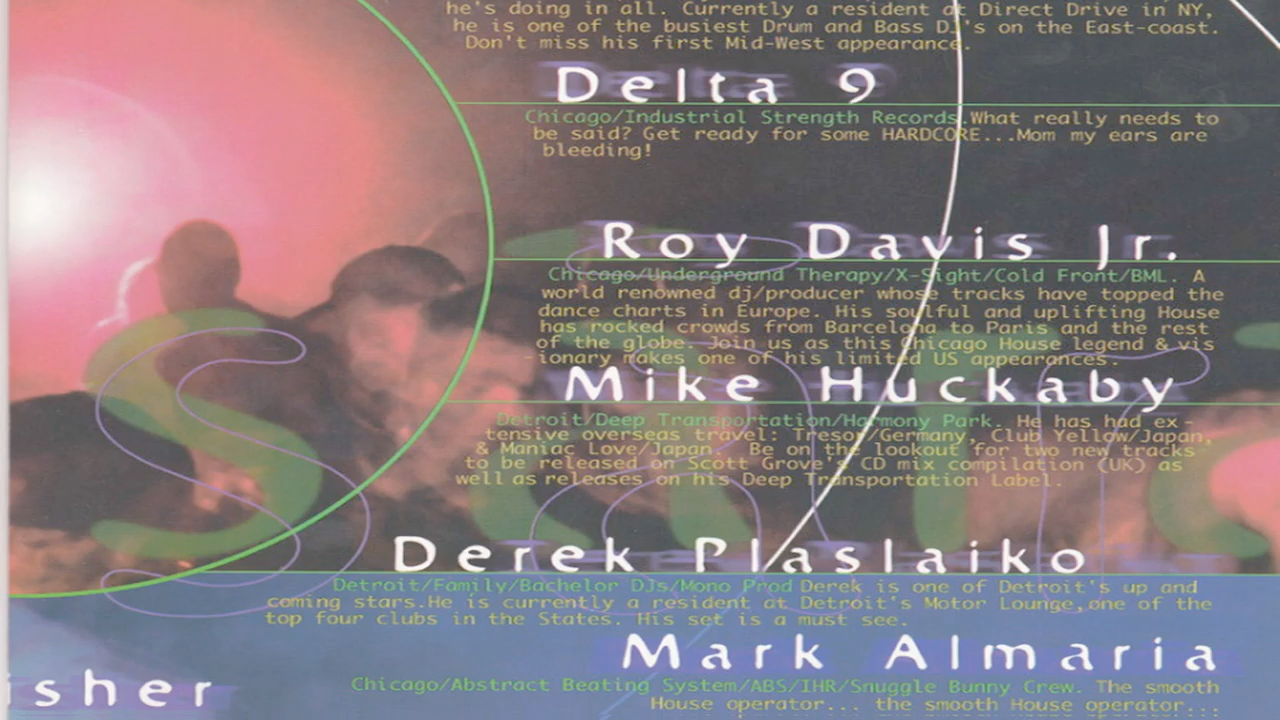 he's doing in all. Currently a resident at Direct Drive in NY,
he is one of the busiest Drum and Bass DJ's on the East-coast.
Don't miss his first Mid-West appearance.
Delta 9
Chicago/Industrial Strength Records.What really needs to
be said? Get ready for some HARDCORE...Mom my ears are
bleeding!
Roy Davis Jr.
Chicago/Underground Therapy/X-Sight/Cold Front/BML. A
world renowned dj/producer whose tracks have topped the
dance charts in Europe. His soulful and uplifting House
has rocked crowds from Barcelona to Paris and the rest
of the globe. Join us as this Chicago House legend & vis
-ionary makes one of his limited US appearances.
Mike Huckaby
Detroit/Deep Transportation/Harmony Park. He has had ex-
tensive overseas travel: Tresor/Germany, Club Yellow/Japan,
& Maniac Love/Japan. Be on the lookout for two new tracks
to be released on Scott Grove's CD mix compilation (UK) as
well as releases on his Deep Transportation Label.
Derek Plaslaiko
Detroit/Family/Bachelor DJs/Mono Prod Derek is one of Detroit's up and
coming stars.He is currently a resident at Detroit's Motor Lounge,one of the
top four clubs in the States. His set is a must see.
Mark Almaria
isher
Chicago/Abstract Beating System/ABS/IHR/Snuggle Bunny Crew. The smooth
House operator... the smooth House operator...